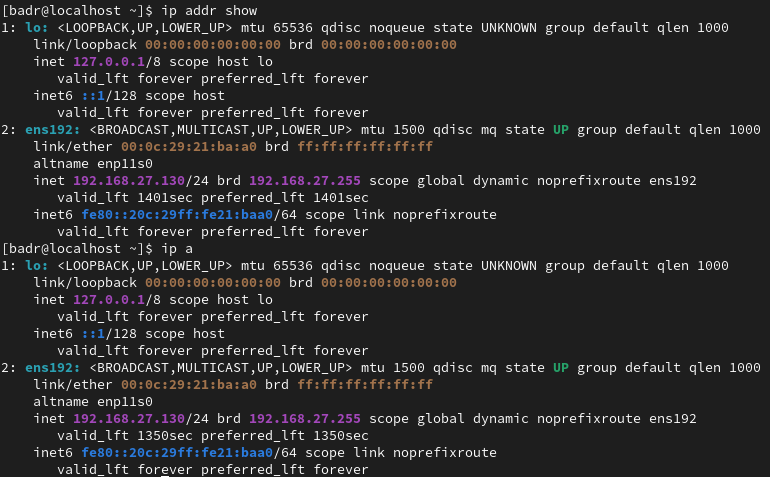 [badr@localhost ~]$ ip addr show
1: lo: <LOOPBACK,UP,LOWER_UP> mtu 65536 qdisc noqueue state UNKNOWN group default qlen 1000
    link/loopback 00:00:00:00:00:00 brd 00:00:00:00:00:00
    inet 127.0.0.1/8 scope host lo
       valid_lft forever preferred_lft forever
    inet6 ::1/128 scope host
       valid_lft forever preferred_lft forever
2: ens192: <BROADCAST,MULTICAST,UP,LOWER_UP> mtu 1500 qdisc mq state UP group default qlen 1000
    link/ether 00:0c:29:21:ba:a0 brd ff:ff:ff:ff:ff:ff
    altname enp11s0
    inet 192.168.27.130/24 brd 192.168.27.255 scope global dynamic noprefixroute ens192
       valid_lft 1401sec preferred_lft 1401sec
    inet6 fe80::20c:29ff:fe21:baa0/64 scope link noprefixroute
       valid_lft forever preferred_lft forever
[badr@localhost ~]$ ip a
1: lo: <LOOPBACK,UP,LOWER_UP> mtu 65536 qdisc noqueue state UNKNOWN group default qlen 1000
    link/loopback 00:00:00:00:00:00 brd 00:00:00:00:00:00
    inet 127.0.0.1/8 scope host lo
       valid_lft forever preferred_lft forever
    inet6 ::1/128 scope host
       valid_lft forever preferred_lft forever
2: ens192: <BROADCAST,MULTICAST,UP,LOWER_UP> mtu 1500 qdisc mq state UP group default qlen 1000
    link/ether 00:0c:29:21:ba:a0 brd ff:ff:ff:ff:ff:ff
    altname enp11s0
    inet 192.168.27.130/24 brd 192.168.27.255 scope global dynamic noprefixroute ens192
       valid_lft 1350sec preferred_lft 1350sec
    inet6 fe80::20c:29ff:fe21:baa0/64 scope link noprefixroute
       valid_lft forever preferred_lft forever